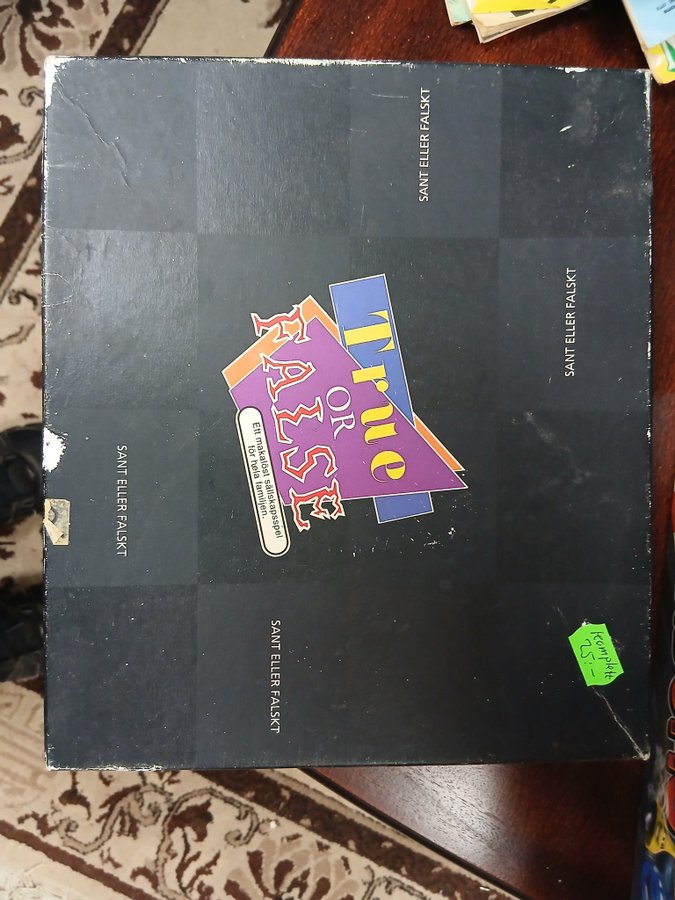 SANT ELLER FALSKT
SANT ELLER FALSKT
True
OR
FALSE
Ett makalöst sällskapsspel
för hela familjen.
SANT ELLER FALSKT
SANT ELLER FALSKT
Komplett
25:-